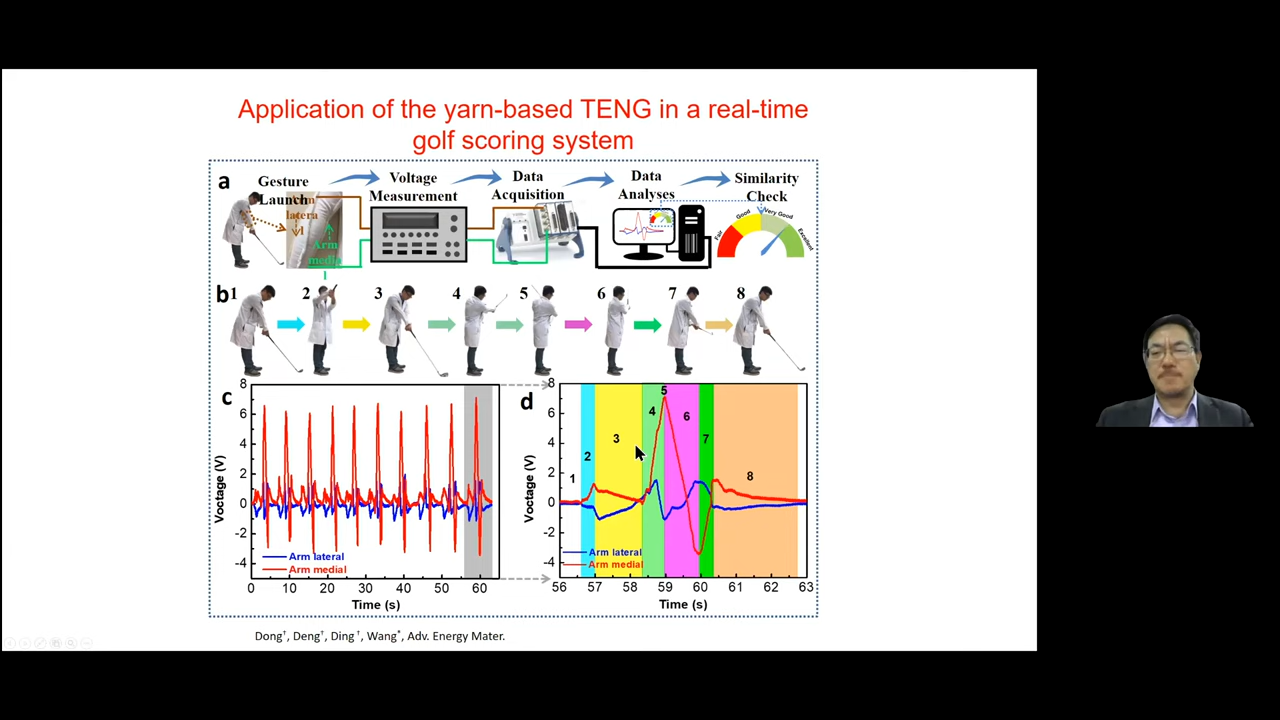 Application of the yarn-based TENG in a real-time
golf scoring system
a
Gesture
Launch
Voltage
Measurement
Data
Acquisition
Data
Analyses
Similarity
Check
Arm
latera
l
Arm
medial
Fair
Good
Very Good
Excellent
b
1 2 3 4 5 6 7 8
c
8
6
4
2
0
-2
-4
Voctage (V)
Arm lateral
Arm medial
0 10 20 30 40 50 60
Time (s)
d
8
6
4
2
0
-2
-4
Voctage (V)
1
2
3
4
5
6
7
8
Arm lateral
Arm medial
56 57 58 59 60 61 62 63
Time (s)
Dong†, Deng†, Ding †, Wang*, Adv. Energy Mater.